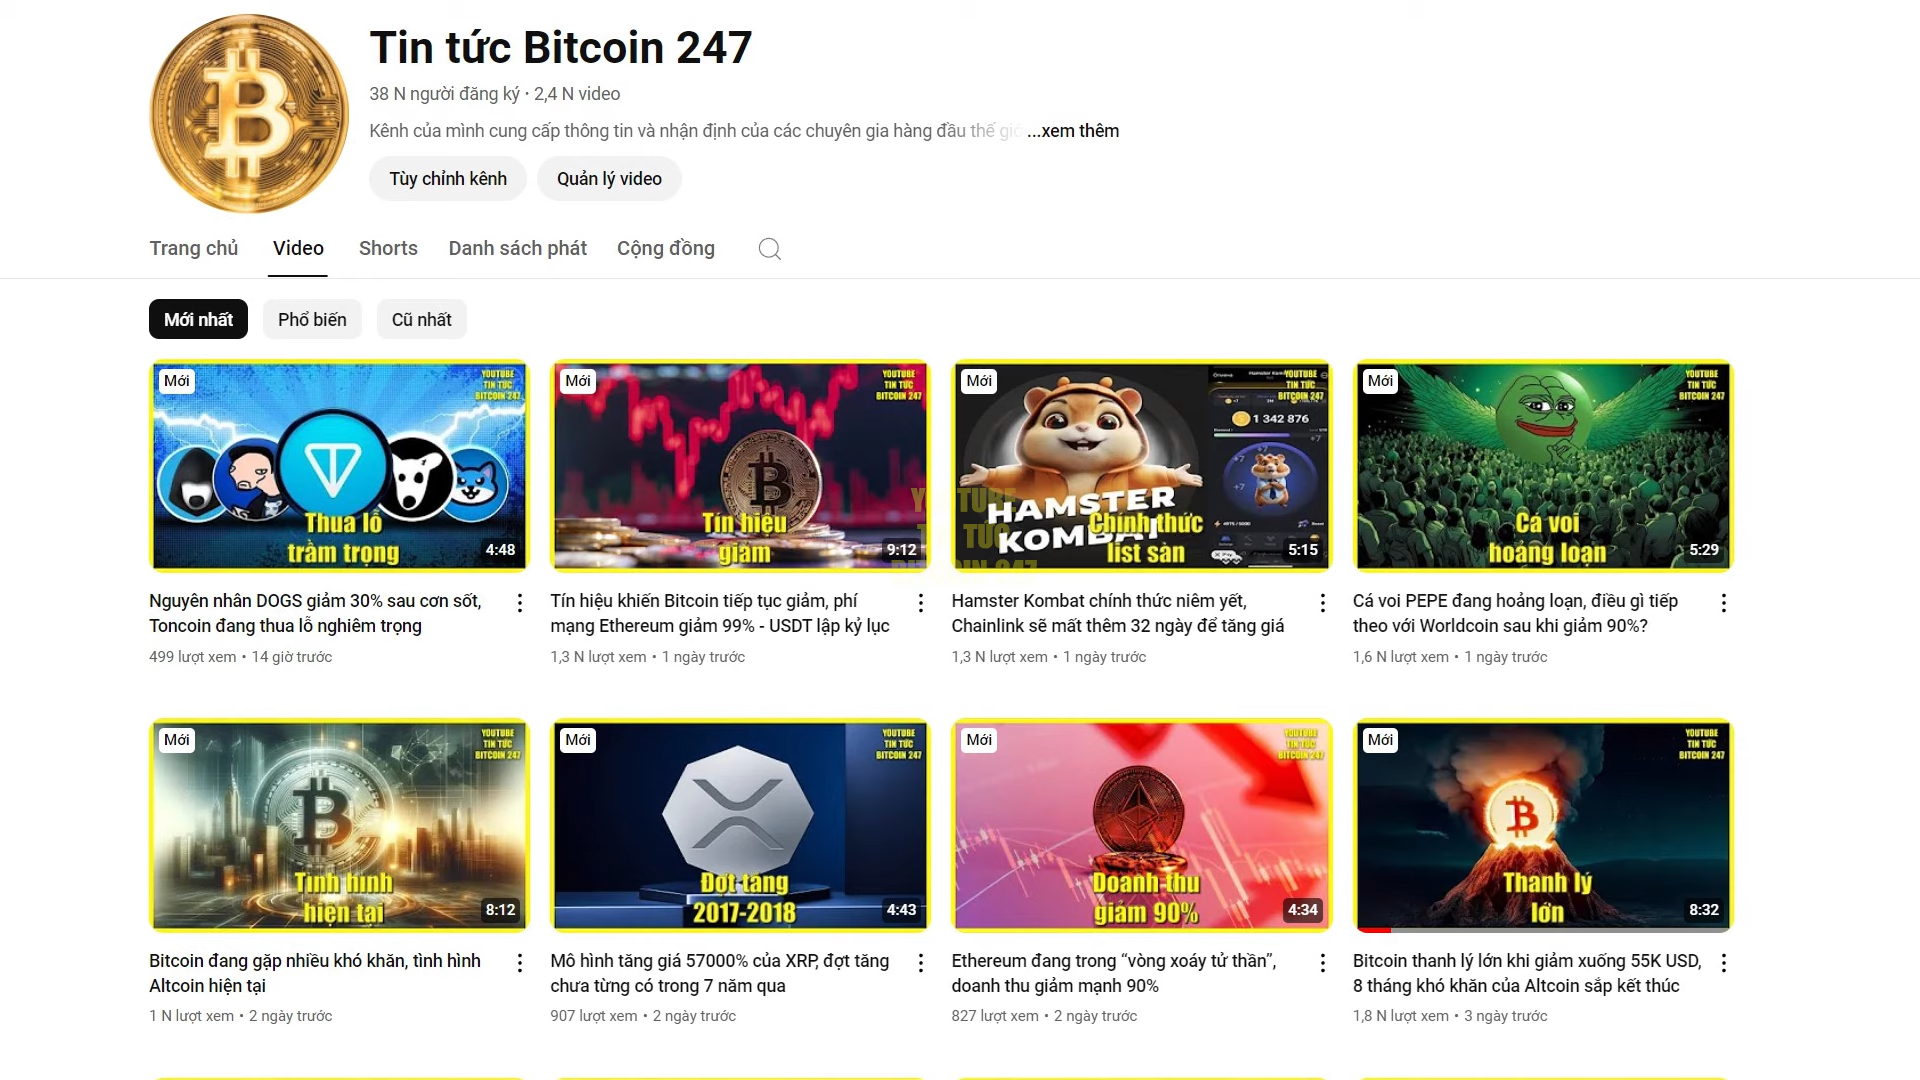 Tin tức Bitcoin 247
38 N người đăng ký • 2,4 N video
Kênh của mình cung cấp thông tin và nhận định của các chuyên gia hàng đầu thế giớ ...xem thêm
Tùy chỉnh kênh Quản lý video
Trang chủ Video Shorts Danh sách phát Cộng đồng
Mới nhất Phổ biến Cũ nhất
Mới
YOUTUBE
TIN TỨC
BITCOIN 247
Thua lỗ
trầm trọng
4:48
Mới
YOUTUBE
TIN TỨC
BITCOIN 247
Tín hiệu
giảm
9:12
Mới
YOUTUBE
TIN TỨC
BITCOIN 247
1 342 876
+7
+7
+7
+7
HAMSTER
KOMBAT
Chính thức
list sàn
5:15
Mới
YOUTUBE
TIN TỨC
BITCOIN 247
Cá voi
hoảng loạn
5:29
YOUTUBE
TIN TỨC
BITCOIN 247
Nguyên nhân DOGS giảm 30% sau cơn sốt,
Toncoin đang thua lỗ nghiêm trọng
499 lượt xem • 14 giờ trước
Tín hiệu khiến Bitcoin tiếp tục giảm, phí
mạng Ethereum giảm 99% - USDT lập kỷ lục
1,3 N lượt xem • 1 ngày trước
Hamster Kombat chính thức niêm yết,
Chainlink sẽ mất thêm 32 ngày để tăng giá
1,3 N lượt xem • 1 ngày trước
Cá voi PEPE đang hoảng loạn, điều gì tiếp
theo với Worldcoin sau khi giảm 90%?
1,6 N lượt xem • 1 ngày trước
Mới
YOUTUBE
TIN TỨC
BITCOIN 247
Tình hình
hiện tại
8:12
Mới
YOUTUBE
TIN TỨC
BITCOIN 247
Đợt tăng
2017-2018
4:43
Mới
YOUTUBE
TIN TỨC
BITCOIN 247
Doanh thu
giảm 90%
4:34
Mới
YOUTUBE
TIN TỨC
BITCOIN 247
Thanh lý
lớn
8:32
Bitcoin đang gặp nhiều khó khăn, tình hình
Altcoin hiện tại
1 N lượt xem • 2 ngày trước
Mô hình tăng giá 57000% của XRP, đợt tăng
chưa từng có trong 7 năm qua
907 lượt xem • 2 ngày trước
Ethereum đang trong “vòng xoáy tử thần”,
doanh thu giảm mạnh 90%
827 lượt xem • 2 ngày trước
Bitcoin thanh lý lớn khi giảm xuống 55K USD,
8 tháng khó khăn của Altcoin sắp kết thúc
1,8 N lượt xem • 3 ngày trước